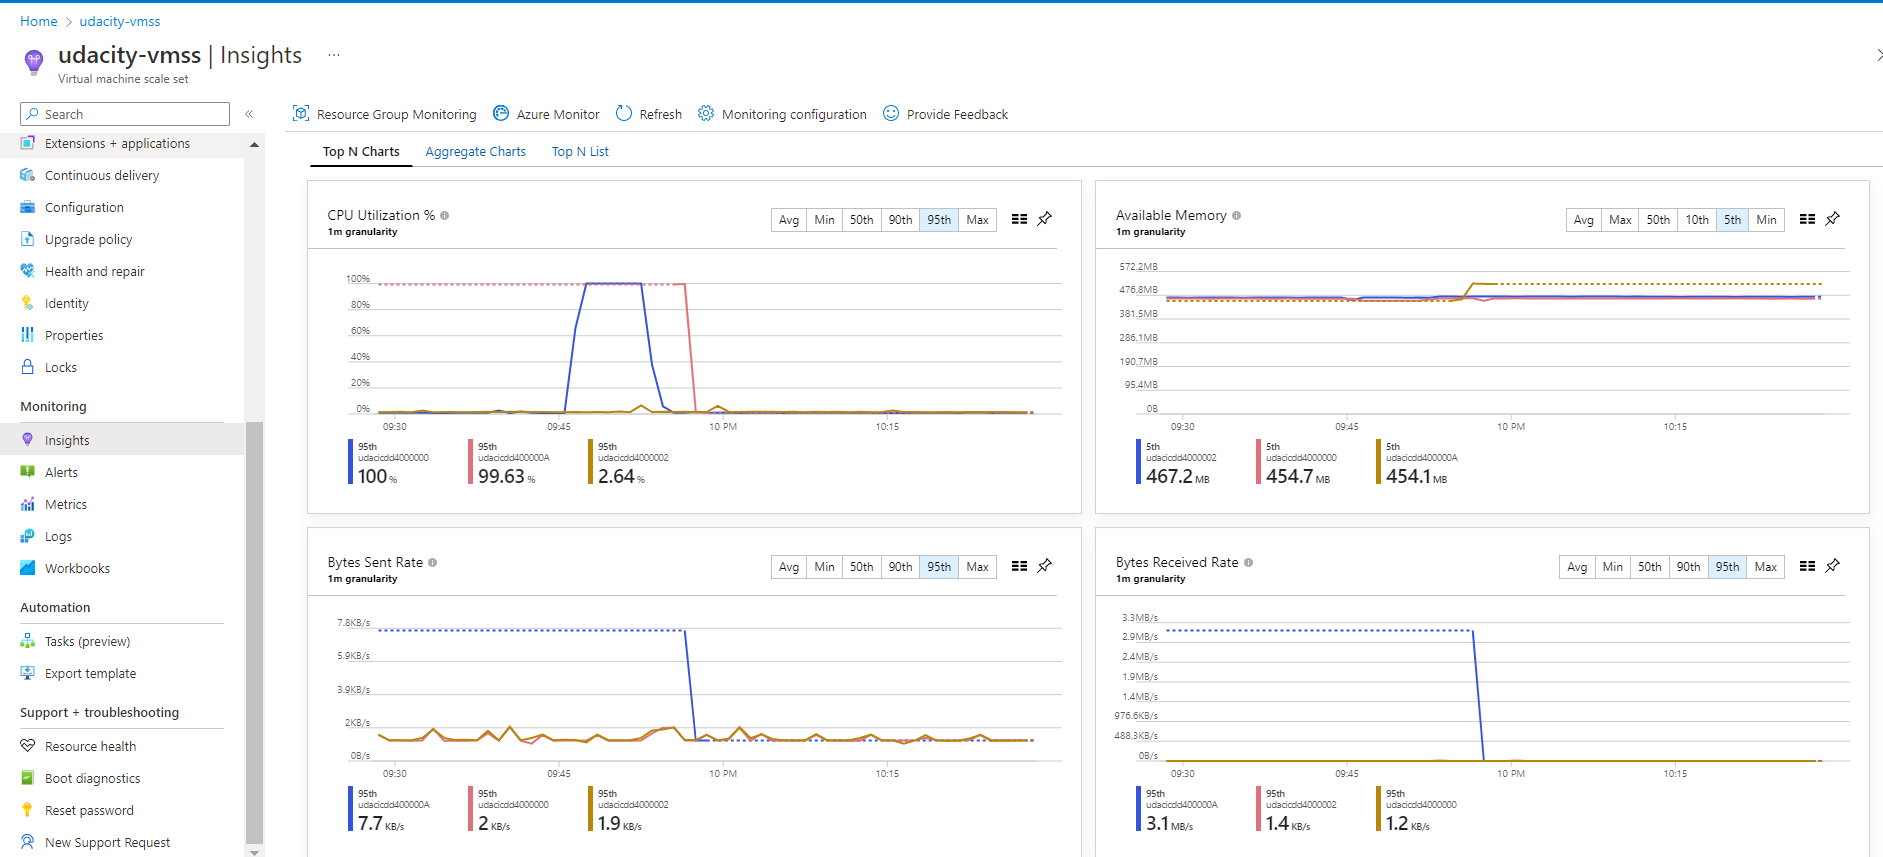 Home > udacity-vmss
udacity-vmss | Insights ...
Virtual machine scale set
Search
«
Extensions + applications
Continuous delivery
Configuration
Upgrade policy
Health and repair
Identity
Properties
Locks
Monitoring
Insights
Alerts
Metrics
Logs
Workbooks
Automation
Tasks (preview)
Export template
Support + troubleshooting
Resource health
Boot diagnostics
Reset password
New Support Request
Resource Group Monitoring Azure Monitor Refresh Monitoring configuration Provide Feedback
Top N Charts Aggregate Charts Top N List
CPU Utilization %
1m granularity
Avg Min 50th 90th 95th Max
100%
80%
60%
40%
20%
0%
09:30 09:45 10 PM 10:15
95th
udacicdd4000000
100 %
95th
udacicdd400000A
99.63 %
95th
udacicdd4000002
2.64 %
Available Memory
1m granularity
Avg Max 50th 10th 5th Min
572.2MB
476.8MB
381.5MB
286.1MB
190.7MB
95.4MB
0B
09:30 09:45 10 PM 10:15
5th
udacicdd4000002
467.2 MB
5th
udacicdd4000000
454.7 MB
5th
udacicdd400000A
454.1 MB
Bytes Sent Rate
1m granularity
Avg Min 50th 90th 95th Max
7.8KB/s
5.9KB/s
3.9KB/s
2KB/s
0B/s
09:30 09:45 10 PM 10:15
95th
udacicdd400000A
7.7 KB/s
95th
udacicdd4000000
2 KB/s
95th
udacicdd4000002
1.9 KB/s
Bytes Received Rate
1m granularity
Avg Min 50th 90th 95th Max
3.3MB/s
2.9MB/s
2.4MB/s
1.9MB/s
1.4MB/s
976.6KB/s
488.3KB/s
0B/s
09:30 09:45 10 PM 10:15
95th
udacicdd400000A
3.1 MB/s
95th
udacicdd4000002
1.4 KB/s
95th
udacicdd4000000
1.2 KB/s